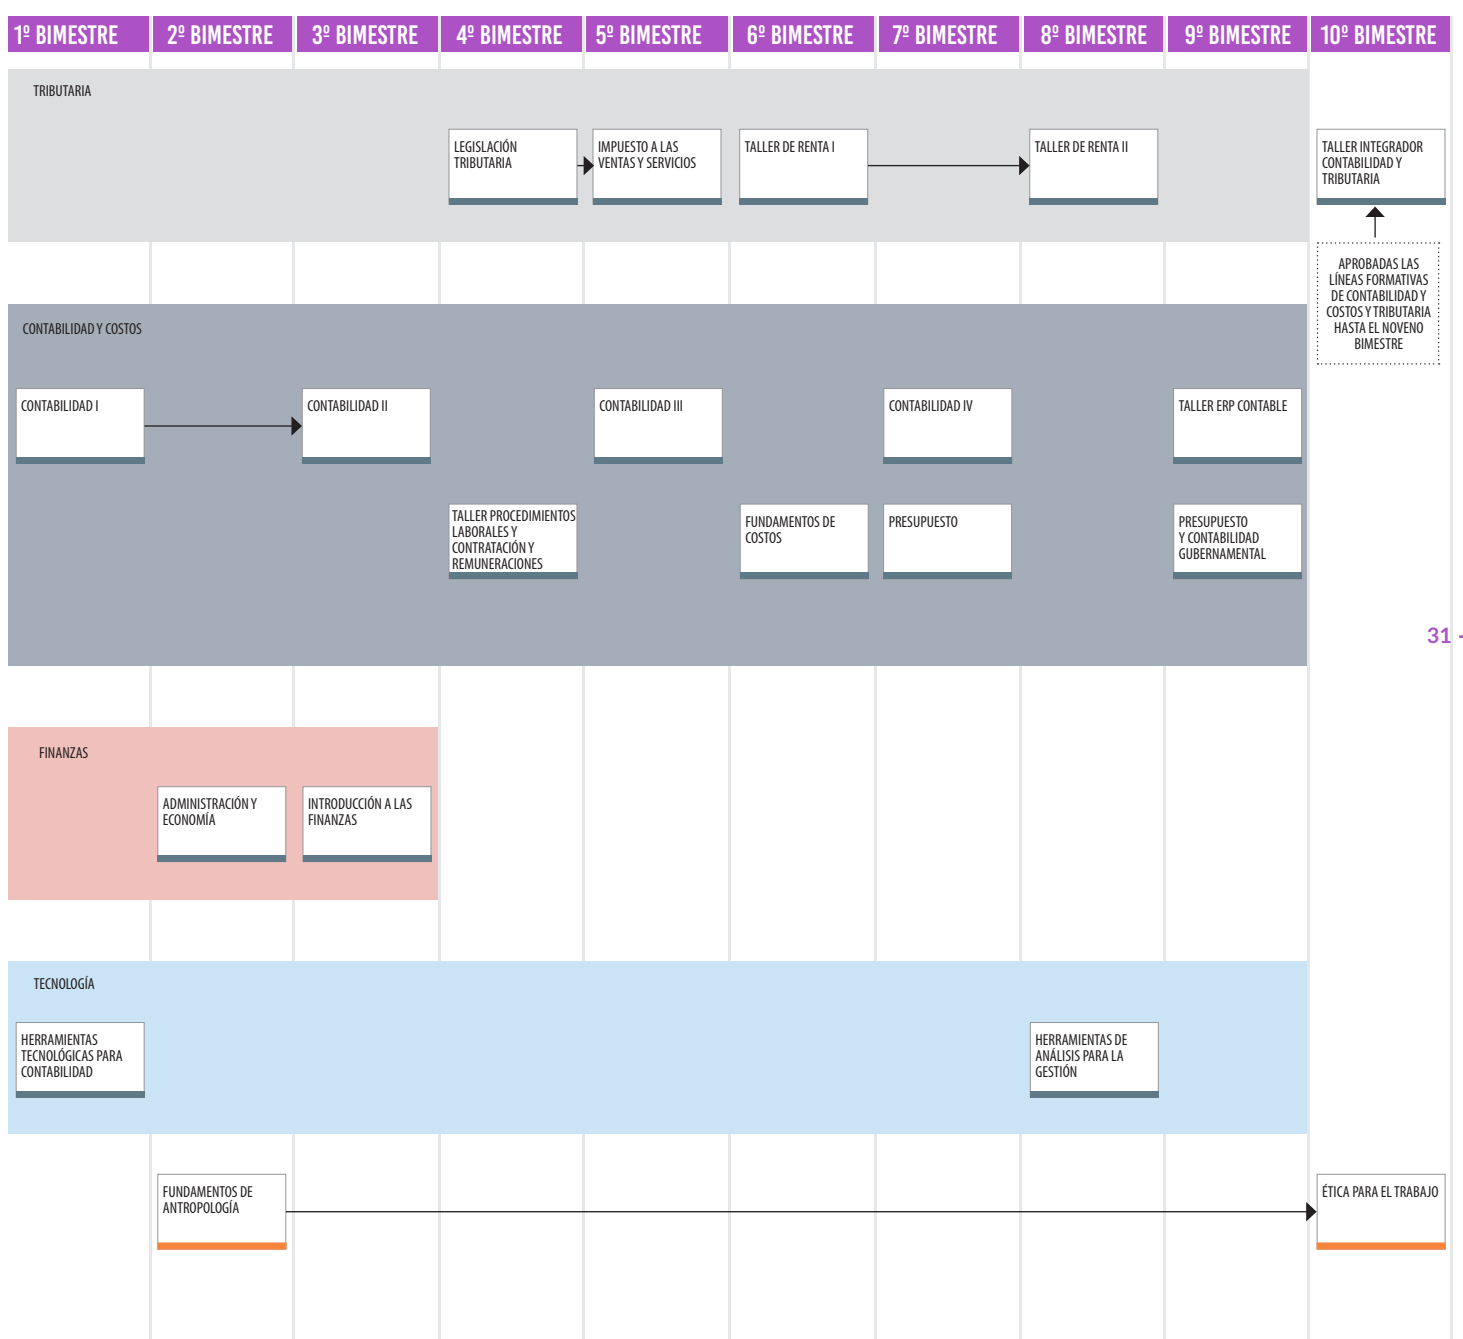 1º BIMESTRE
2º BIMESTRE
3º BIMESTRE
4º BIMESTRE
5º BIMESTRE
6º BIMESTRE
7º BIMESTRE
8º BIMESTRE
9º BIMESTRE
10º BIMESTRE
TRIBUTARIA
LEGISLACIÓN
TRIBUTARIA
IMPUESTO A LAS
VENTAS Y SERVICIOS
TALLER DE RENTA I
TALLER DE RENTA II
TALLER INTEGRADOR
CONTABILIDAD Y
TRIBUTARIA
APROBADAS LAS
LÍNEAS FORMATIVAS
DE CONTABILIDAD Y
COSTOS Y TRIBUTARIA
HASTA EL NOVENO
BIMESTRE
CONTABILIDAD Y COSTOS
CONTABILIDAD I
CONTABILIDAD II
CONTABILIDAD III
CONTABILIDAD IV
TALLER ERP CONTABLE
TALLER PROCEDIMIENTOS
LABORALES Y
CONTRATACIÓN Y
REMUNERACIONES
FUNDAMENTOS DE
COSTOS
PRESUPUESTO
PRESUPUESTO
Y CONTABILIDAD
GUBERNAMENTAL
31 -
FINANZAS
ADMINISTRACIÓN Y
ECONOMÍA
INTRODUCCIÓN A LAS
FINANZAS
TECNOLOGÍA
HERRAMIENTAS
TECNOLÓGICAS PARA
CONTABILIDAD
HERRAMIENTAS DE
ANÁLISIS PARA LA
GESTIÓN
FUNDAMENTOS DE
ANTROPOLOGÍA
ÉTICA PARA EL TRABAJO